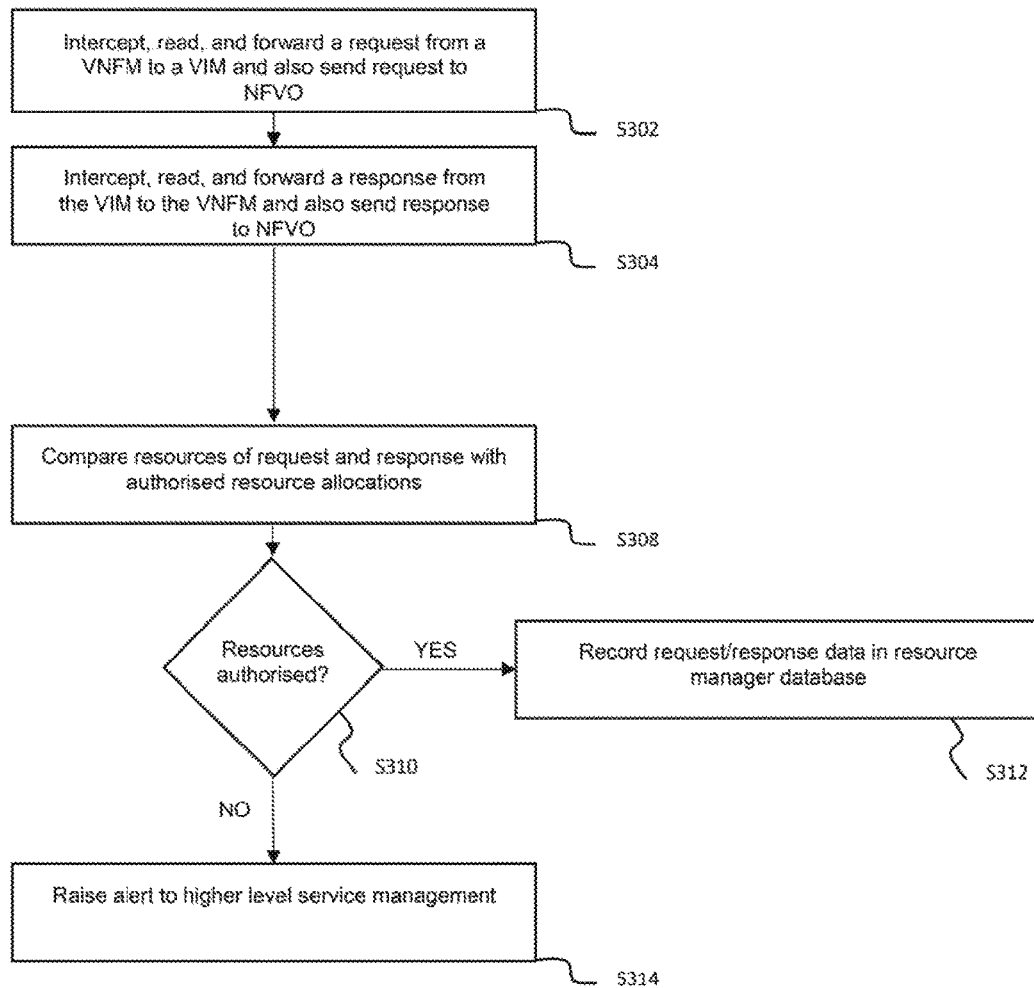 Intercept, read, and forward a request from a
VNFM to a VIM and also send request to
NFVO
S302
Intercept, read, and forward a response from
the VIM to the VNFM and also send response
to NFVO
S304
Compare resources of request and response with
authorised resource allocations
S308
Resources
authorised?
YES
S310
Record request/response data in resource
manager database
S312
NO
Raise alert to higher level service management
S314